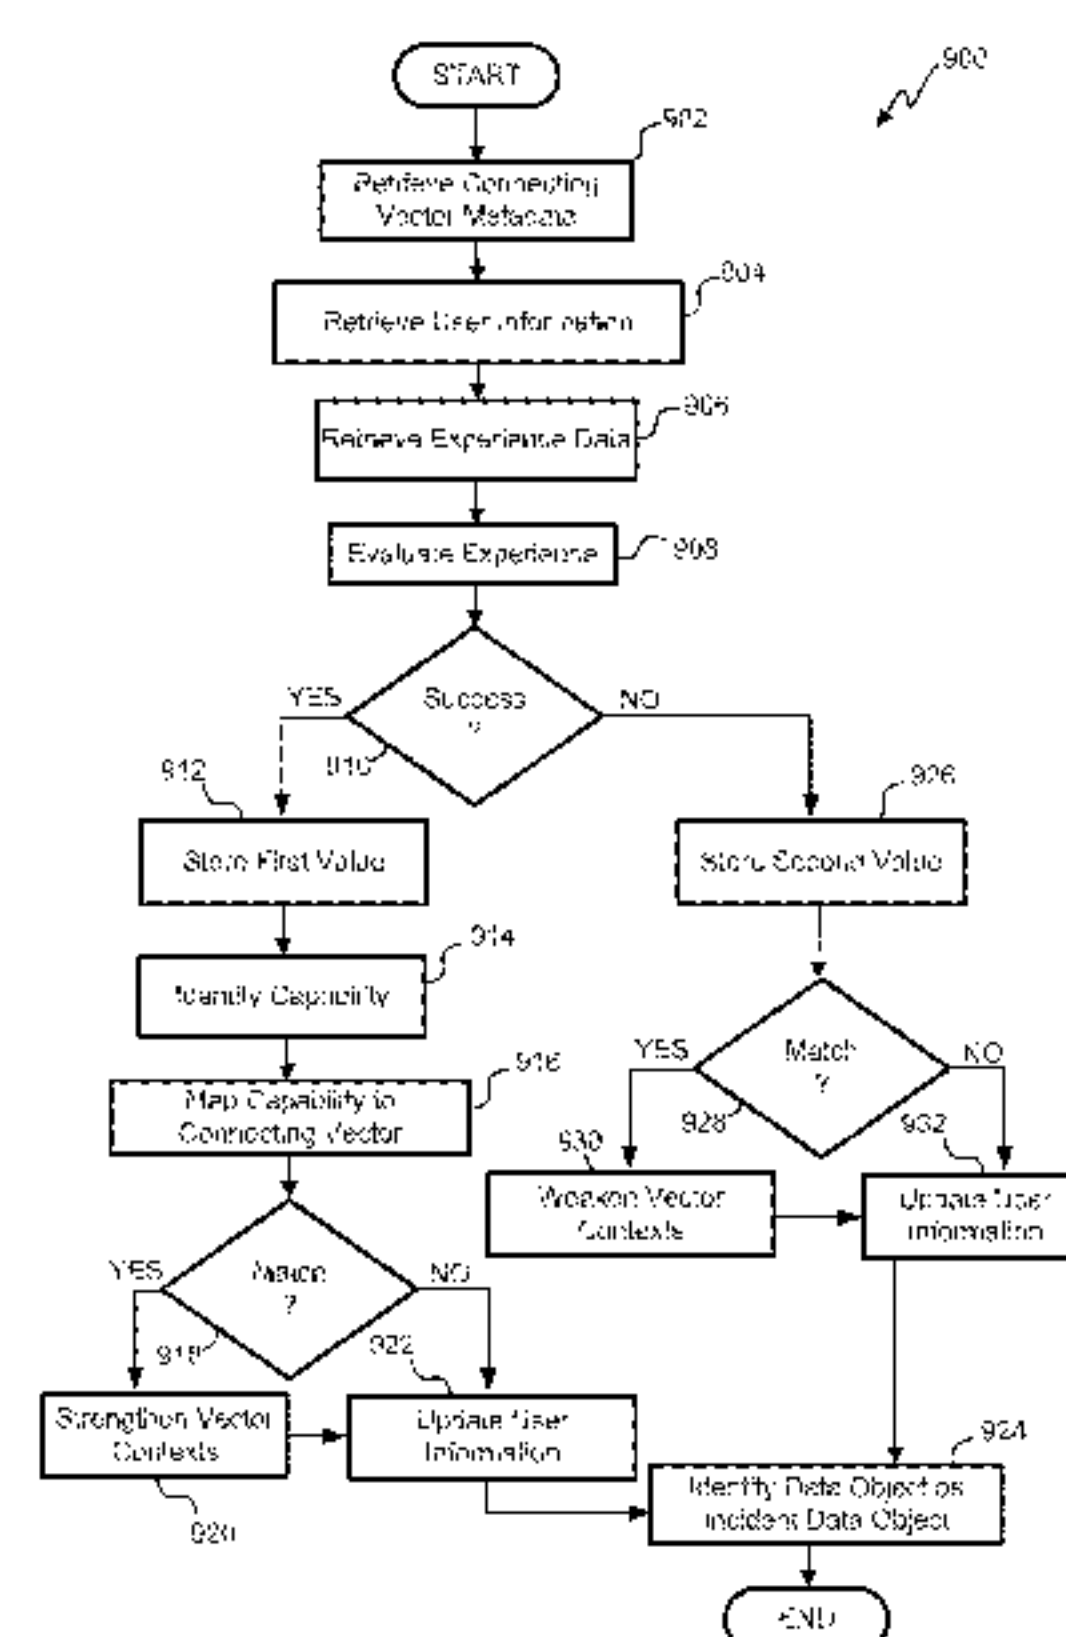 START
900
902
Retrieve Connecting
Vector Metadata
904
Retrieve User Information
906
Retrieve Experience Data
908
Evaluate Experience
YES
Success
?
NO
910
912
Store First Value
926
Store Second Value
914
Identify Capability
916
Map Capability to
Connecting Vector
YES
Match
?
NO
928
930
932
Weaken Vector
Contexts
Update User
Information
YES
Match
?
NO
918
922
Strengthen Vector
Contexts
920
Update User
Information
924
Identify Data Object as
Incident Data Object
END